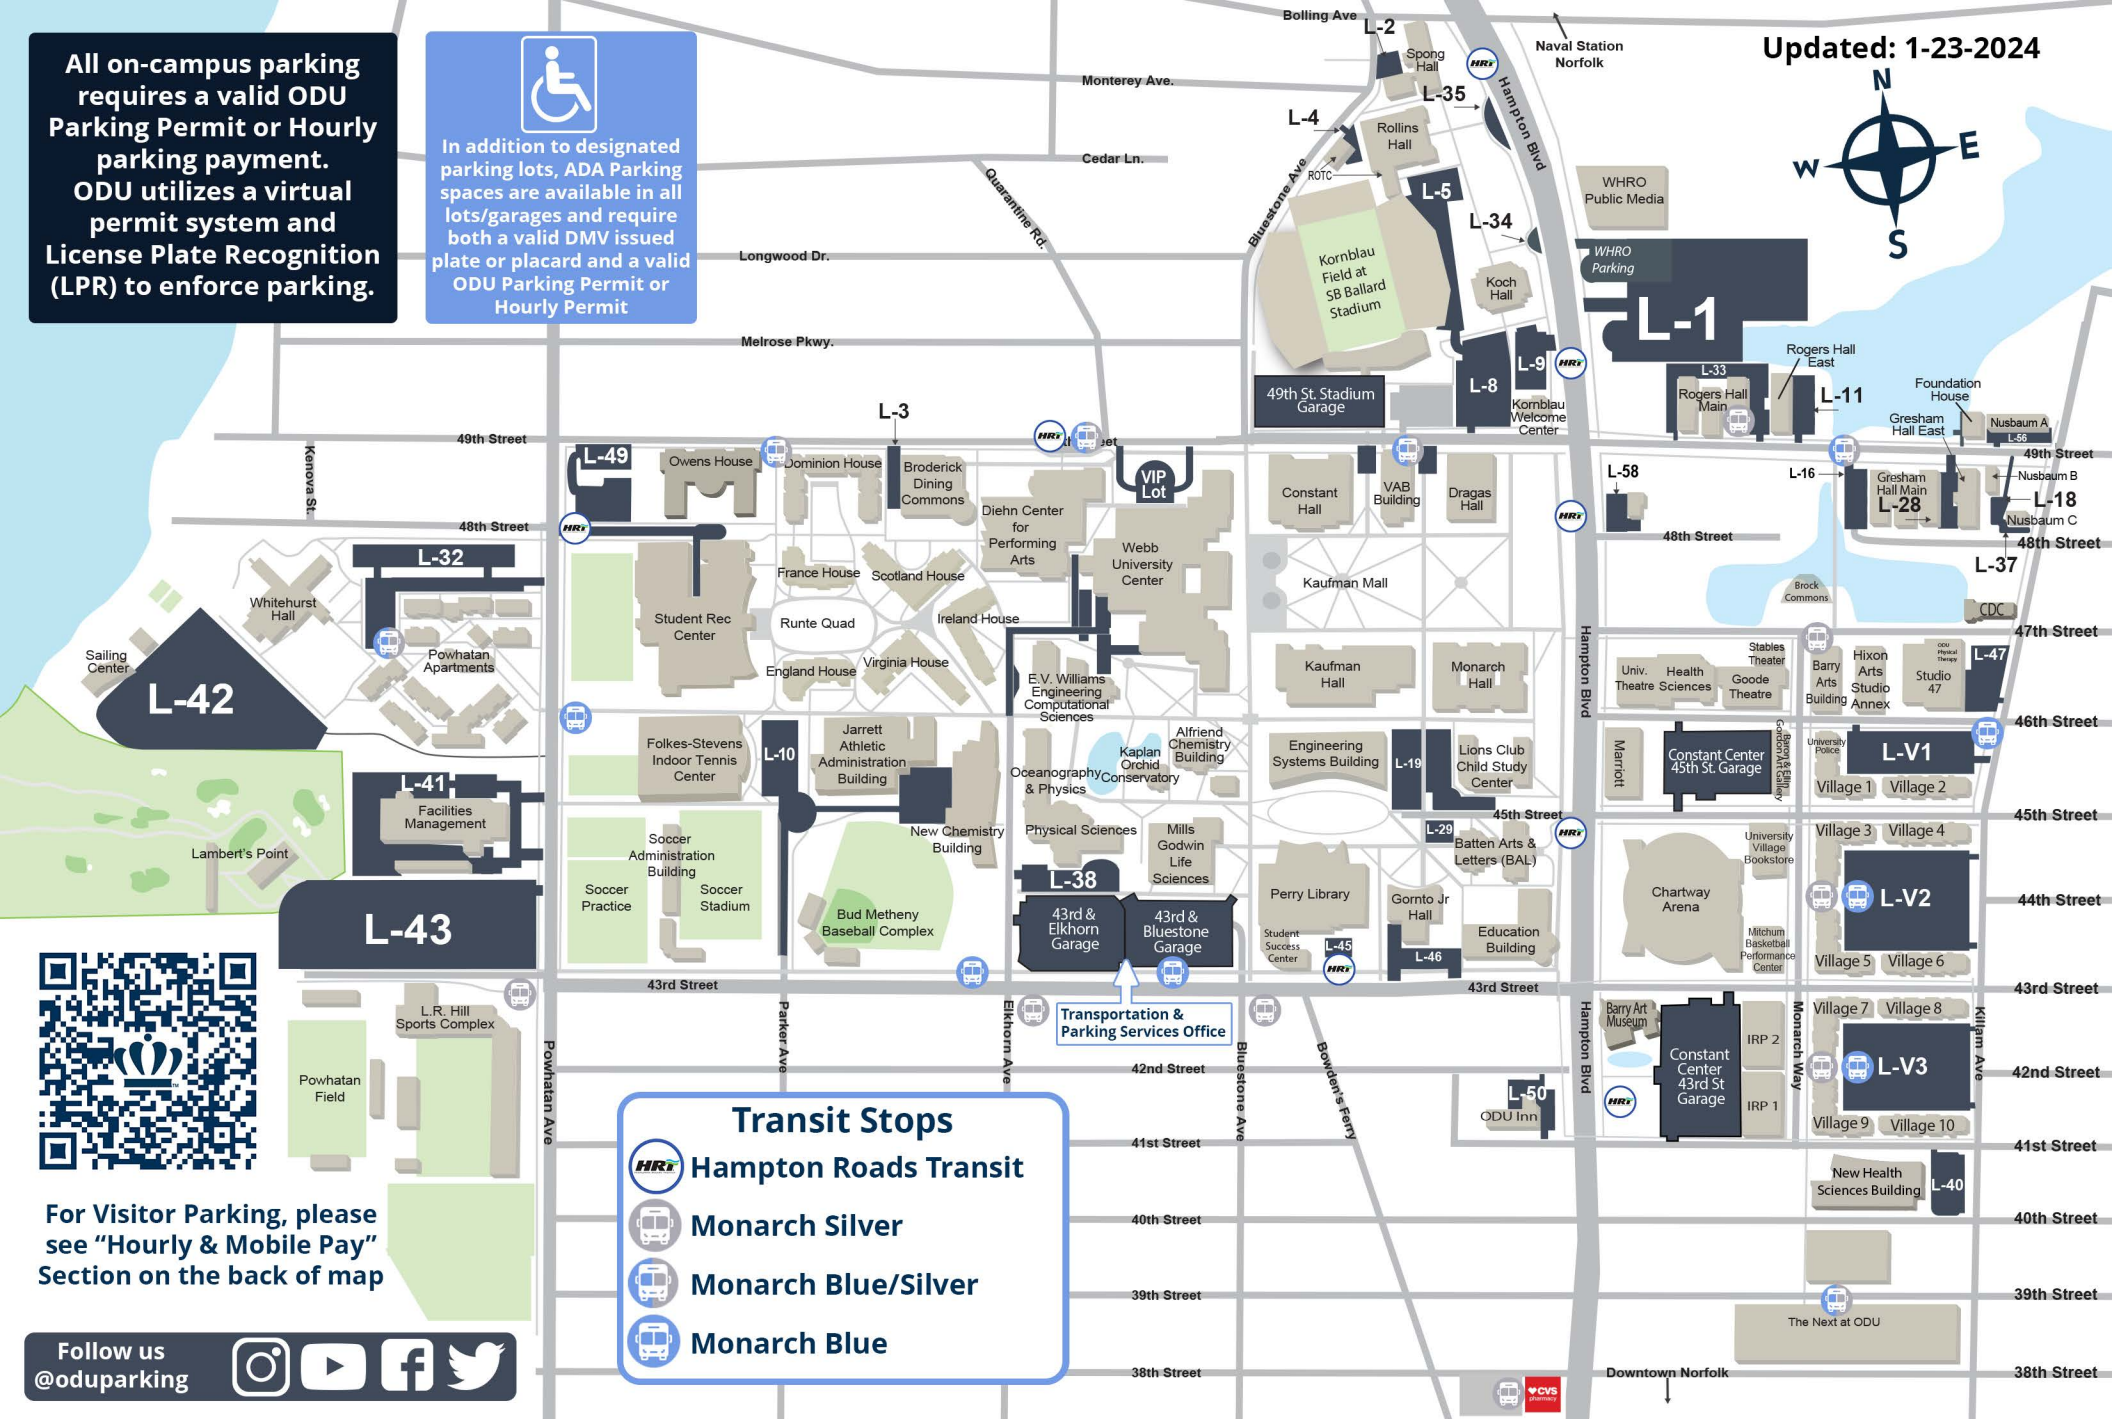 All on-campus parking
requires a valid ODU
Parking Permit or Hourly
parking payment.
ODU utilizes a virtual
permit system and
License Plate Recognition
(LPR) to enforce parking.
In addition to designated
parking lots, ADA Parking
spaces are available in all
lots/garages and require
both a valid DMV issued
plate or placard and a valid
ODU Parking Permit or
Hourly Permit
Updated: 1-23-2024
N
W
E
S
Bolling Ave
L-2
Spong
Hall
HRT
Naval Station
Norfolk
Monterey Ave.
L-35
Hampton Blvd
L-4
Rollins
Hall
Cedar Ln.
ROTC
Quarantine Rd.
Bluestone Ave
L-5
WHRO
Public Media
L-34
Longwood Dr.
Kornblau
Field at
SB Ballard
Stadium
Koch
Hall
WHRO
Parking
L-1
Melrose Pkwy.
L-9
HRT
L-8
49th St. Stadium
Garage
Kornblau
Welcome
Center
L-33
Rogers Hall
Main
Rogers Hall
East
L-11
Foundation
House
Gresham
Hall East
Nusbaum A
L-56
L-3
49th Street
HRT
49th Street
Kenova St.
L-49
Owens House
Dominion House
Broderick
Dining
Commons
VIP
Lot
Constant
Hall
VAB
Building
Dragas
Hall
L-58
L-16
Gresham
Hall Main
L-28
Nusbaum B
L-18
Nusbaum C
48th Street
HRT
Diehn Center
for
Performing
Arts
HRT
48th Street
48th Street
L-37
L-32
Whitehurst
Hall
France House
Scotland House
Webb
University
Center
Kaufman Mall
Brock
Commons
CDC
Student Rec
Center
Runte Quad
Ireland House
47th Street
Sailing
Center
L-42
Powhatan
Apartments
England House
Virginia House
E.V. Williams
Engineering
Computational
Sciences
Kaufman
Hall
Monarch
Hall
Hampton Blvd
Univ.
Theatre
Health
Sciences
Stables
Theater
Goode
Theatre
Barry
Arts
Building
Hixon
Arts
Studio
Annex
ODU
Physical
Therapy
Studio
47
L-47
46th Street
Folkes-Stevens
Indoor Tennis
Center
L-10
Jarrett
Athletic
Administration
Building
Kaplan
Orchid
Conservatory
Alfriend
Chemistry
Building
Oceanography
& Physics
Engineering
Systems Building
L-19
Lions Club
Child Study
Center
Marriott
Constant Center
45th St. Garage
University
Police
L-V1
Village 1
Village 2
L-41
Facilities
Management
45th Street
45th Street
HRT
Lambert's Point
Soccer
Administration
Building
New Chemistry
Building
Physical Sciences
Mills
Godwin
Life
Sciences
L-29
Batten Arts &
Letters (BAL)
University
Village
Bookstore
Village 3
Village 4
Soccer
Practice
Soccer
Stadium
Bud Metheny
Baseball Complex
L-38
Perry Library
Gornto Jr
Hall
Chartway
Arena
L-V2
44th Street
L-43
43rd &
Elkhorn
Garage
43rd &
Bluestone
Garage
Student
Success
Center
L-45
HRT
L-46
Education
Building
Mitchum
Basketball
Performance
Center
Village 5
Village 6
43rd Street
43rd Street
43rd Street
L.R. Hill
Sports Complex
Transportation &
Parking Services Office
Parker Ave
Elkhorn Ave
Bluestone Ave
Bowden's Ferry
Hampton Blvd
Barry Art
Museum
Constant
Center
43rd St
Garage
IRP 2
IRP 1
Monarch Way
Village 7
Village 8
Killam Ave
L-V3
Powhatan
Field
Powhatan Ave
42nd Street
42nd Street
L-50
ODU Inn
HRT
Village 9
Village 10
41st Street
41st Street
New Health
Sciences Building
L-40
40th Street
40th Street
39th Street
39th Street
The Next at ODU
38th Street
Downtown Norfolk
38th Street
CVS
pharmacy
Transit Stops
HRT
Hampton Roads Transit
Monarch Silver
Monarch Blue/Silver
Monarch Blue
For Visitor Parking, please
see “Hourly & Mobile Pay”
Section on the back of map
Follow us
@oduparking